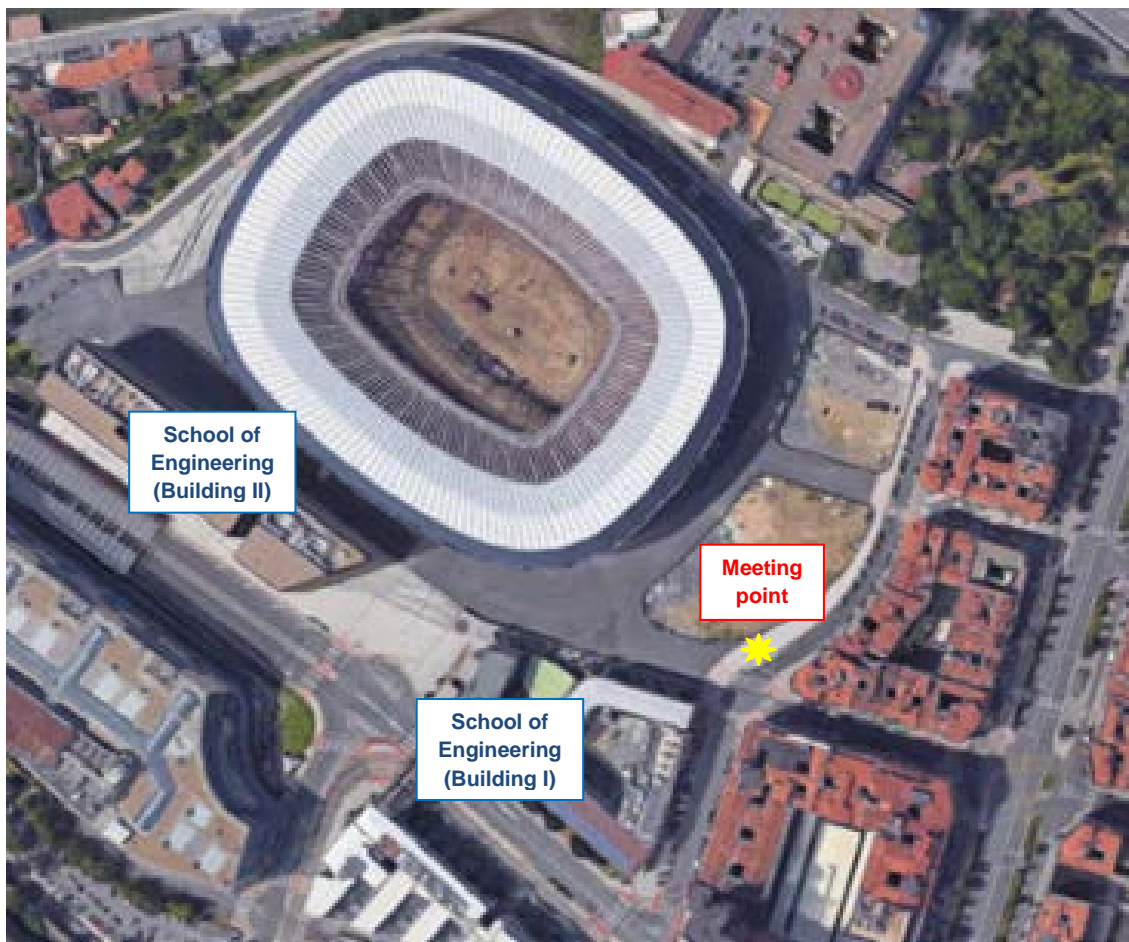 School of
Engineering
(Building II)
Meeting
point
School of
Engineering
(Building I)